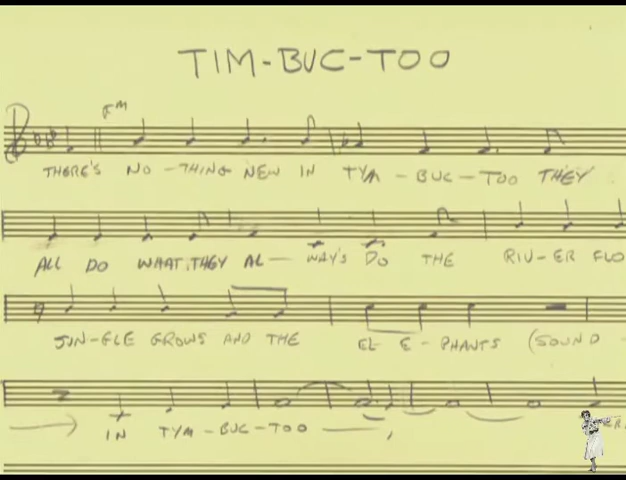 TIM-BUC-TOO
Fm
THERE'S NO-THING NEW IN TYM-BUC-TOO THEY
ALL DO WHAT THEY AL-WAY'S DO THE RIV-ER FLO
JUN-GLE GROWS AND THE EL-E-PHANTS (SOUND
IN TYM-BUC-TOO,